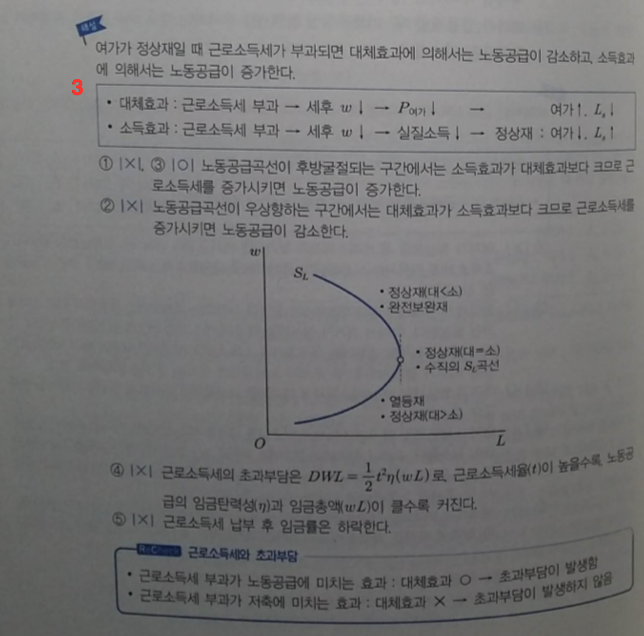 해설
여가가 정상재일 때 근로소득세가 부과되면 대체효과에 의해서는 노동공급이 감소하고, 소득효과
에 의해서는 노동공급이 증가한다.
3
• 대체효과 : 근로소득세 부과 → 세후 w↓ → P여가↓ → 여가↑, Ls↓
• 소득효과 : 근로소득세 부과 → 세후 w↓ → 실질소득↓ → 정상재 : 여가↓, Ls↑
① |×|, ③ |○| 노동공급곡선이 후방굴절되는 구간에서는 소득효과가 대체효과보다 크므로 근
로소득세를 증가시키면 노동공급이 증가한다.
② |×| 노동공급곡선이 우상향하는 구간에서는 대체효과가 소득효과보다 크므로 근로소득세를
증가시키면 노동공급이 감소한다.
w
SL
• 정상재(대<소)
• 완전보완재
• 정상재(대=소)
• 수직의 SL곡선
• 열등재
• 정상재(대>소)
O
L
④ |×| 근로소득세의 초과부담은 DWL = 1/2 t²η(wL)로, 근로소득세율(t)이 높을수록, 노동공
급의 임금탄력성(η)과 임금총액(wL)이 클수록 커진다.
⑤ |×| 근로소득세 납부 후 임금률은 하락한다.
근로소득세와 초과부담
• 근로소득세 부과가 노동공급에 미치는 효과 : 대체효과 ○ → 초과부담이 발생함
• 근로소득세 부과가 저축에 미치는 효과 : 대체효과 × → 초과부담이 발생하지 않음